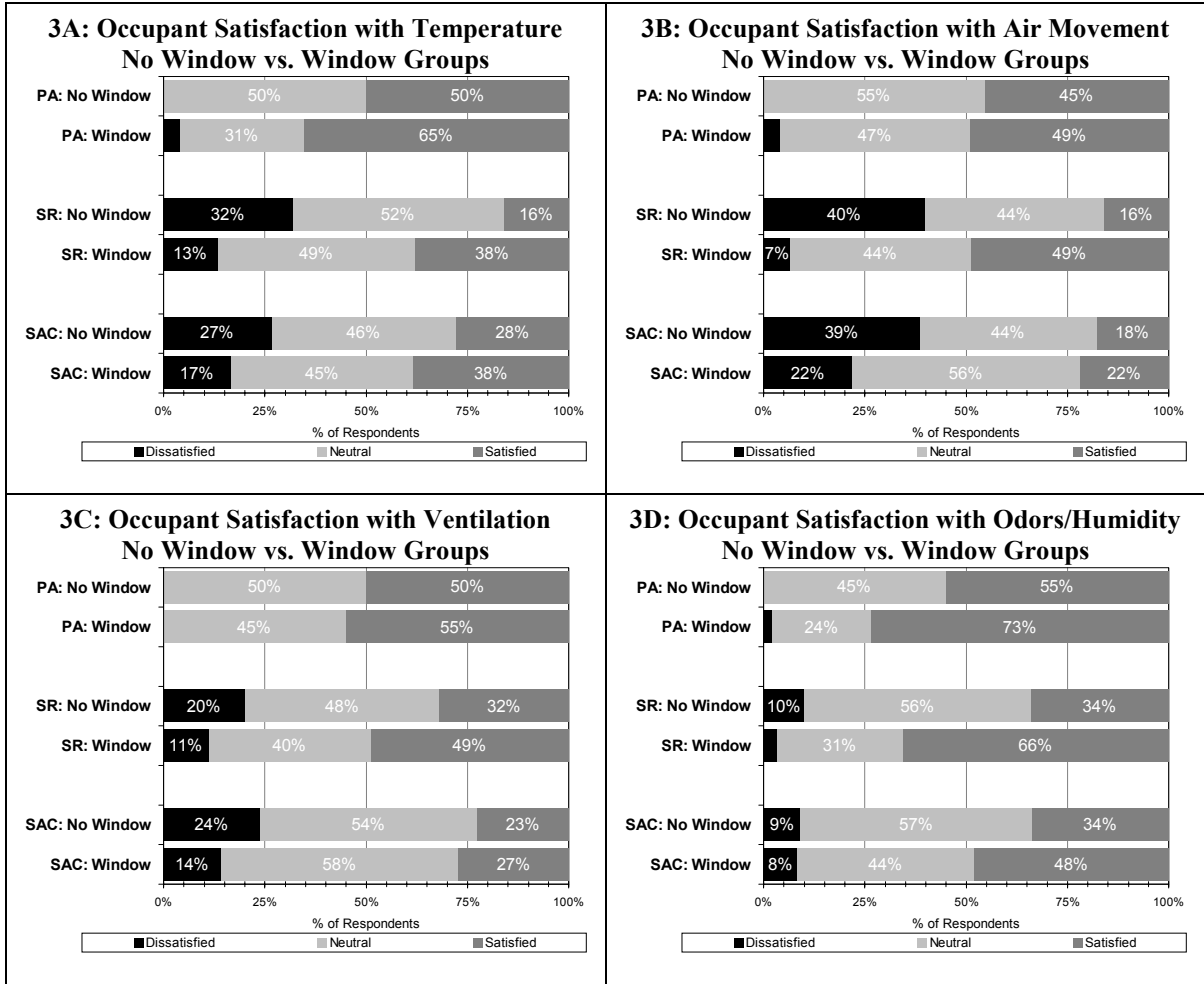 3A: Occupant Satisfaction with Temperature
No Window vs. Window Groups
PA: No Window 50% 50%
PA: Window 31% 65%
SR: No Window 32% 52% 16%
SR: Window 13% 49% 38%
SAC: No Window 27% 46% 28%
SAC: Window 17% 45% 38%
0% 25% 50% 75% 100%
% of Respondents
Dissatisfied Neutral Satisfied
3B: Occupant Satisfaction with Air Movement
No Window vs. Window Groups
PA: No Window 55% 45%
PA: Window 47% 49%
SR: No Window 40% 44% 16%
SR: Window 7% 44% 49%
SAC: No Window 39% 44% 18%
SAC: Window 22% 56% 22%
0% 25% 50% 75% 100%
% of Respondents
Dissatisfied Neutral Satisfied
3C: Occupant Satisfaction with Ventilation
No Window vs. Window Groups
PA: No Window 50% 50%
PA: Window 45% 55%
SR: No Window 20% 48% 32%
SR: Window 11% 40% 49%
SAC: No Window 24% 54% 23%
SAC: Window 14% 58% 27%
0% 25% 50% 75% 100%
% of Respondents
Dissatisfied Neutral Satisfied
3D: Occupant Satisfaction with Odors/Humidity
No Window vs. Window Groups
PA: No Window 45% 55%
PA: Window 24% 73%
SR: No Window 10% 56% 34%
SR: Window 31% 66%
SAC: No Window 9% 57% 34%
SAC: Window 8% 44% 48%
0% 25% 50% 75% 100%
% of Respondents
Dissatisfied Neutral Satisfied